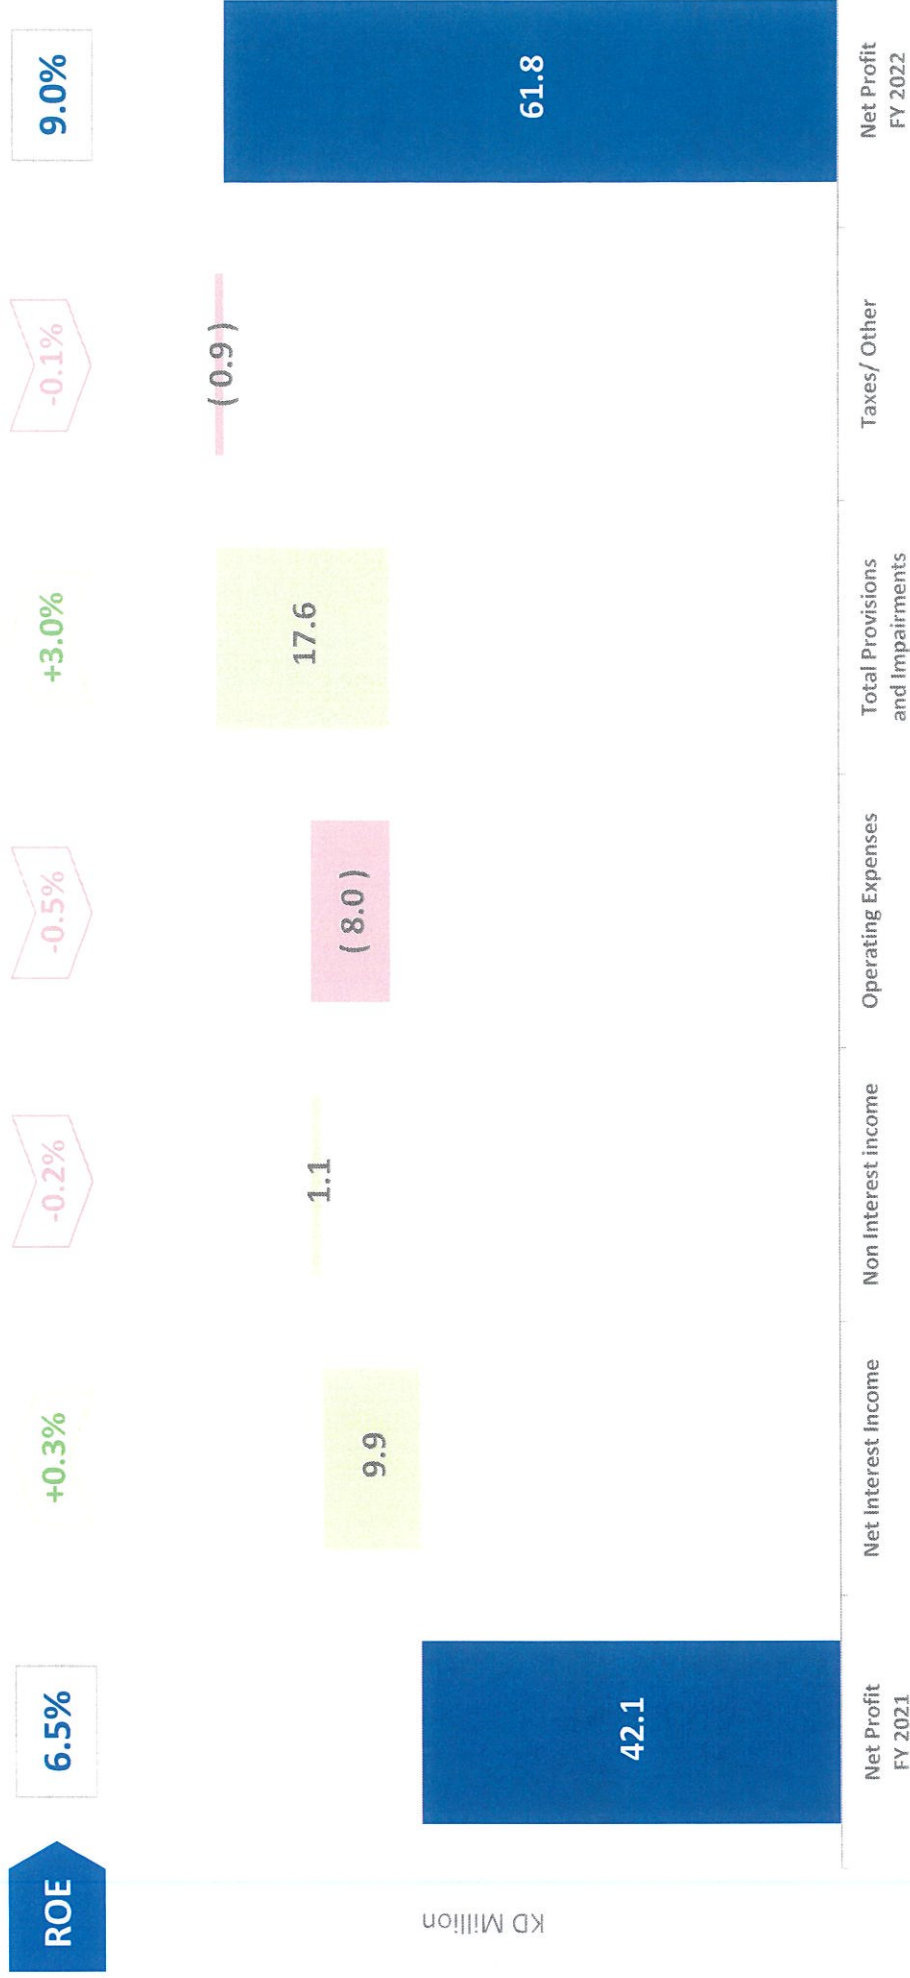 ROE
6.5%
+0.3%
-0.2%
-0.5%
+3.0%
-0.1%
9.0%
KD Million
42.1
9.9
1.1
( 8.0 )
17.6
( 0.9 )
61.8
Net Profit
FY 2021
Net Interest Income
Non Interest income
Operating Expenses
Total Provisions
and Impairments
Taxes/ Other
Net Profit
FY 2022